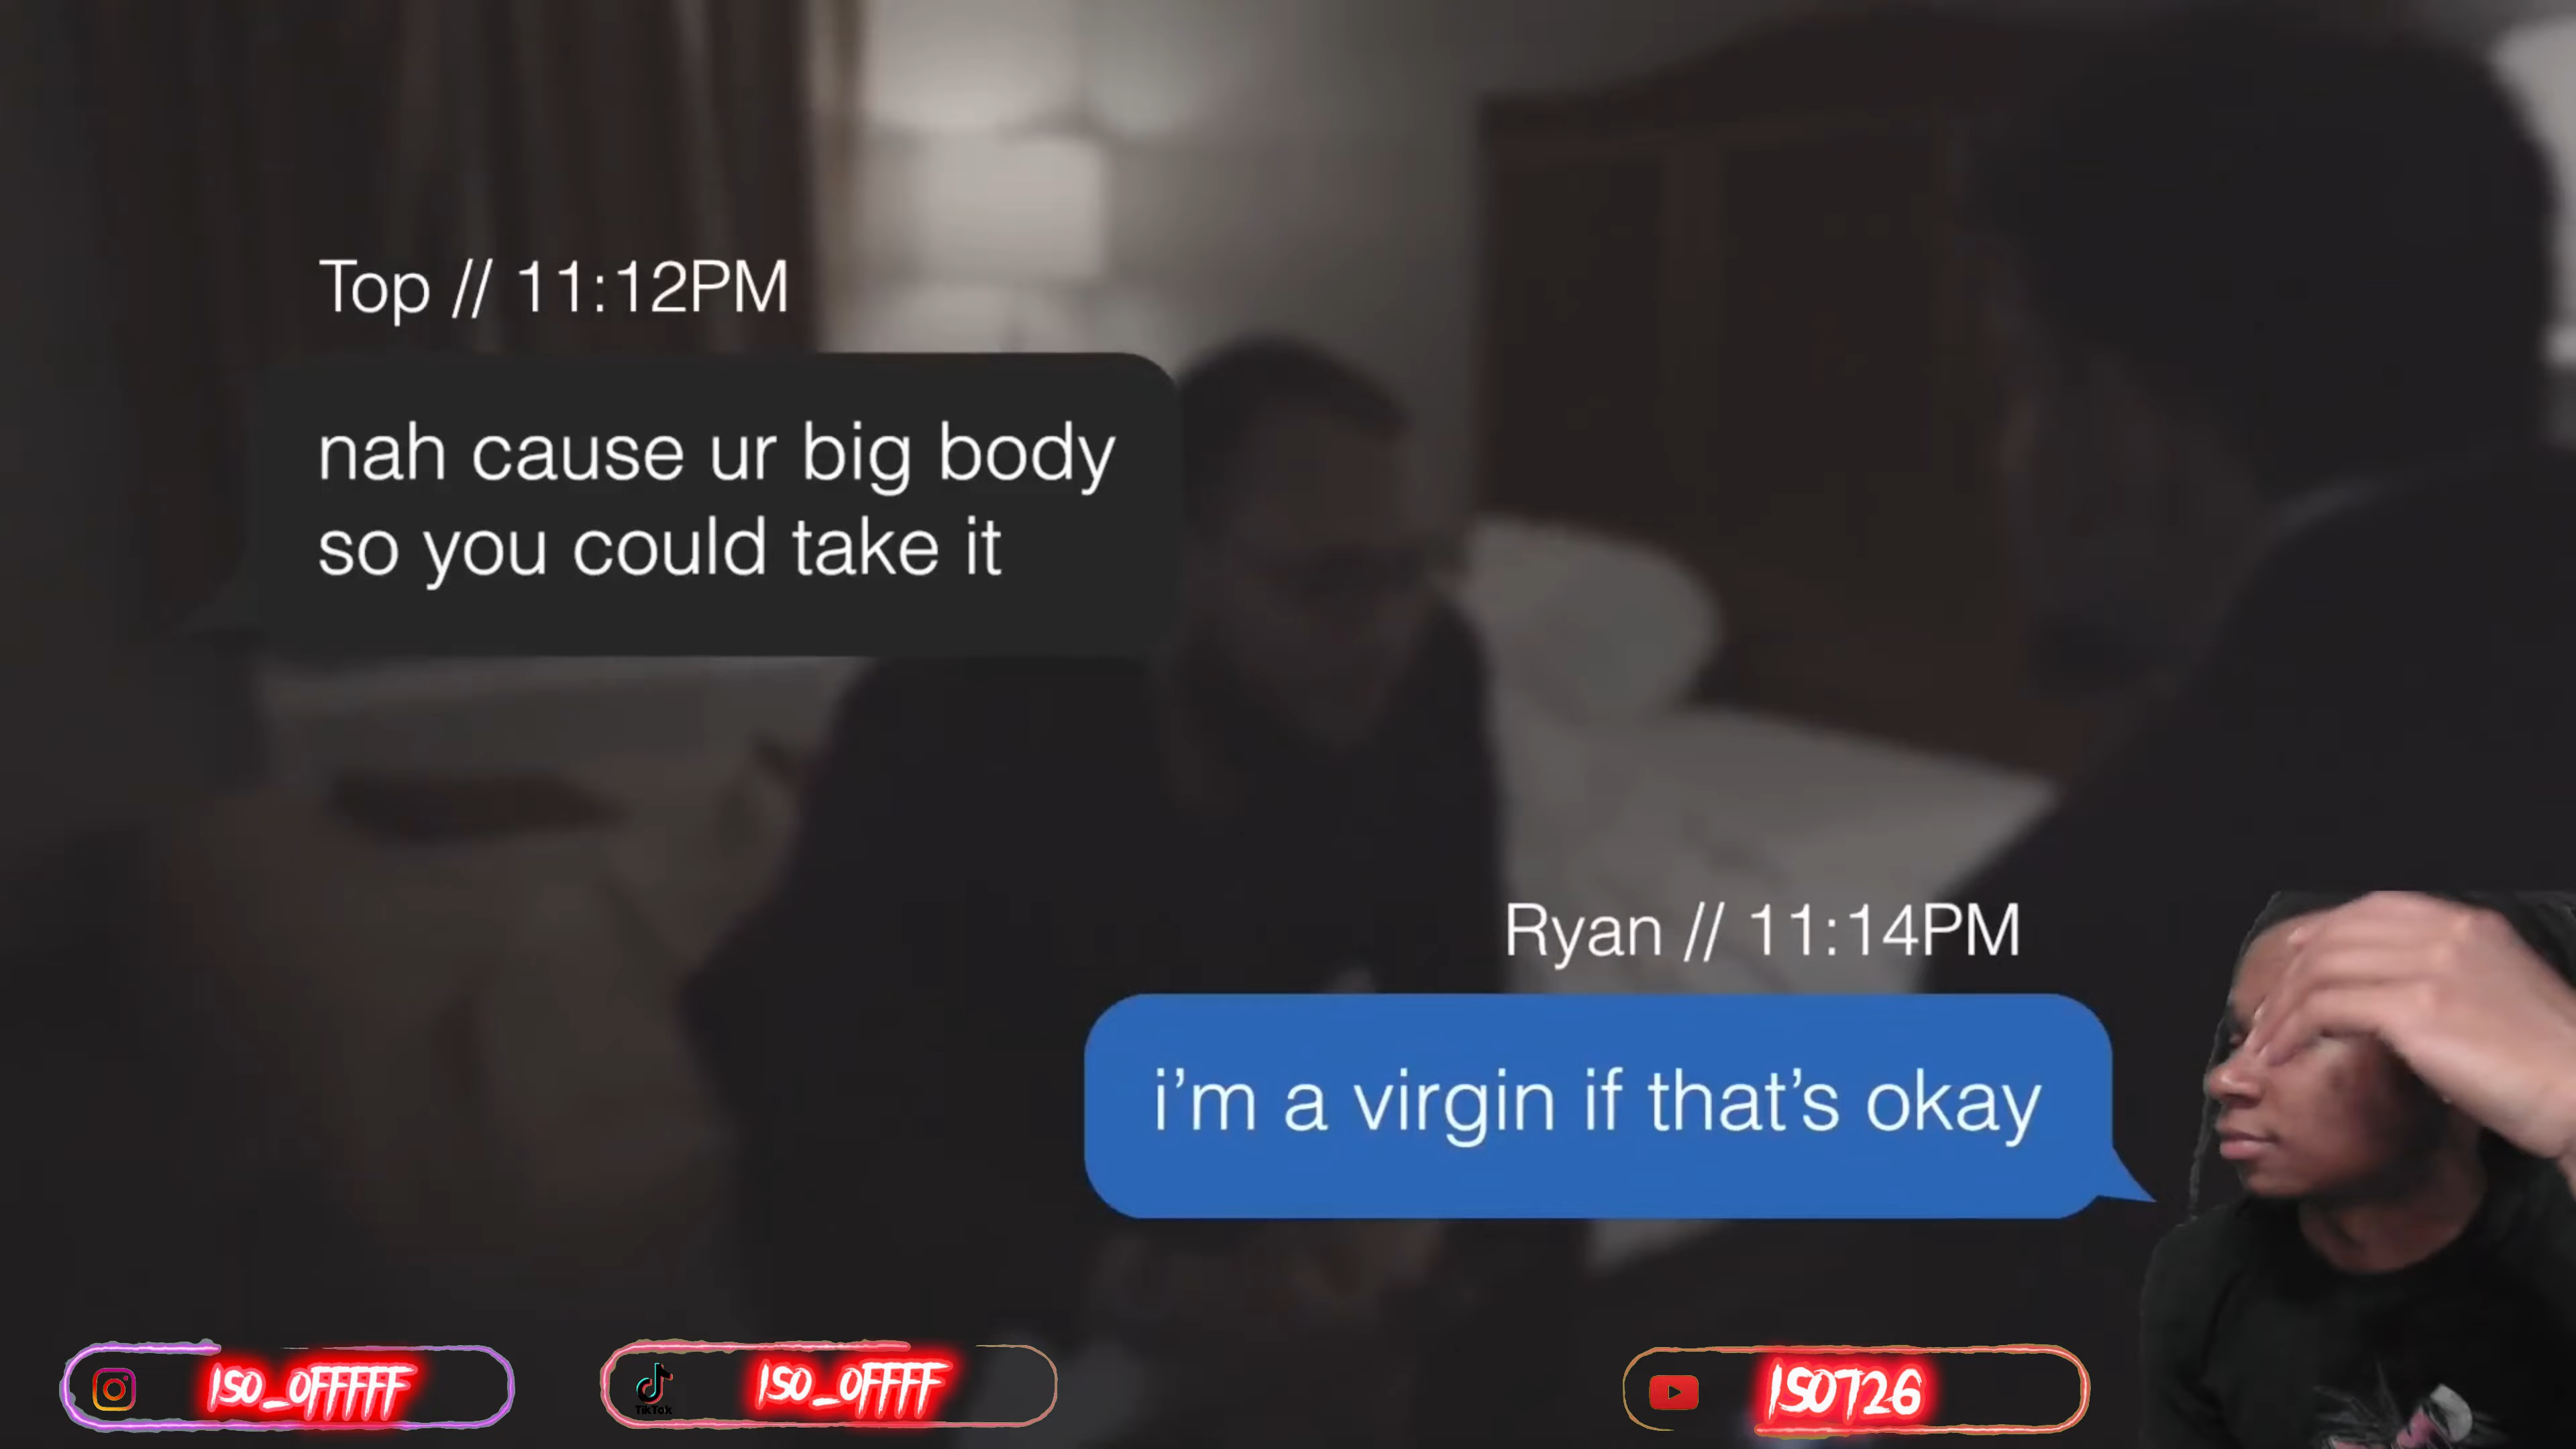 Top // 11:12PM
nah cause ur big body
so you could take it
Ryan // 11:14PM
i'm a virgin if that's okay
ISO_OFFFFF
TikTok
ISO_OFFFF
ISO726